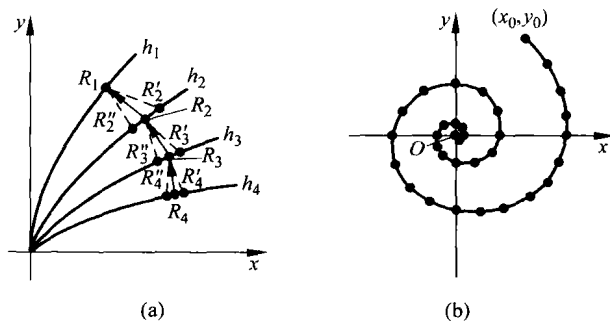 y
h₁
R₁
R₂′
h₂
R₂
R₂″
R₃′
h₃
R₃″
R₃
R₄″
R₄′
h₄
R₄
x
(a)
y
(x₀,y₀)
O
x
(b)